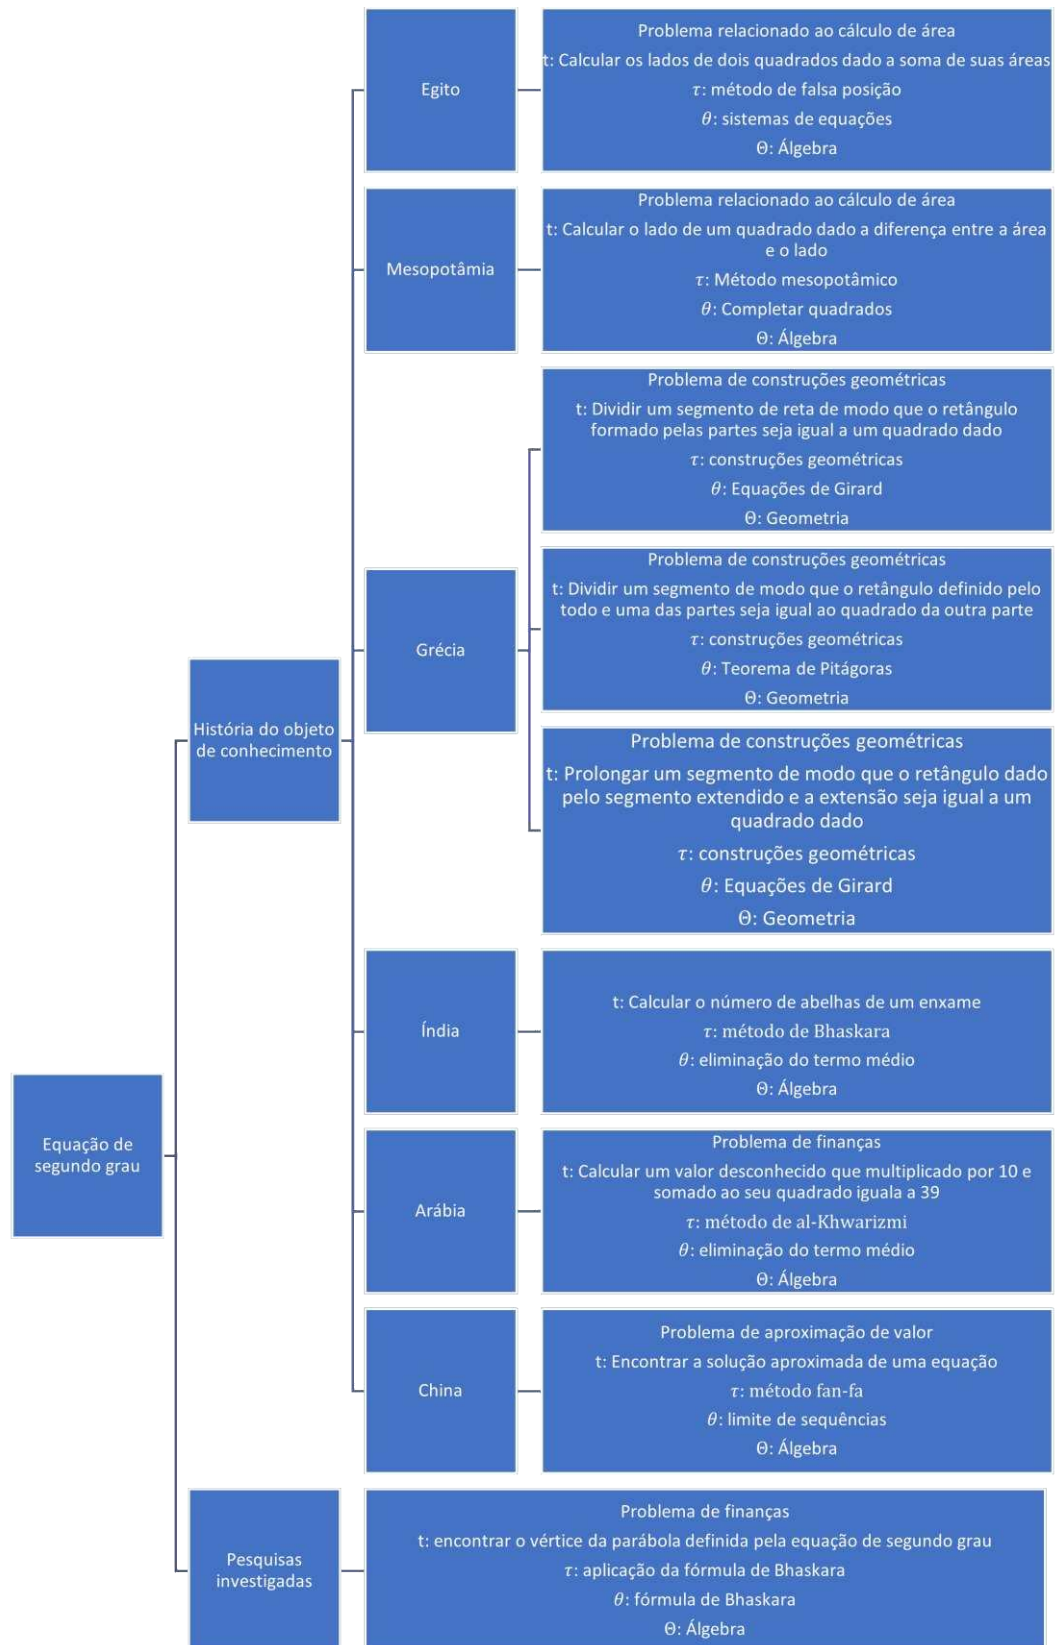 Equação de
segundo grau
História do objeto
de conhecimento
Egito
Problema relacionado ao cálculo de área
t: Calcular os lados de dois quadrados dado a soma de suas áreas
τ: método de falsa posição
θ: sistemas de equações
Θ: Álgebra
Mesopotâmia
Problema relacionado ao cálculo de área
t: Calcular o lado de um quadrado dado a diferença entre a área
e o lado
τ: Método mesopotâmico
θ: Completar quadrados
Θ: Álgebra
Grécia
Problema de construções geométricas
t: Dividir um segmento de reta de modo que o retângulo
formado pelas partes seja igual a um quadrado dado
τ: construções geométricas
θ: Equações de Girard
Θ: Geometria
Problema de construções geométricas
t: Dividir um segmento de modo que o retângulo definido pelo
todo e uma das partes seja igual ao quadrado da outra parte
τ: construções geométricas
θ: Teorema de Pitágoras
Θ: Geometria
Problema de construções geométricas
t: Prolongar um segmento de modo que o retângulo dado
pelo segmento extendido e a extensão seja igual a um
quadrado dado
τ: construções geométricas
θ: Equações de Girard
Θ: Geometria
Índia
t: Calcular o número de abelhas de um enxame
τ: método de Bhaskara
θ: eliminação do termo médio
Θ: Álgebra
Arábia
Problema de finanças
t: Calcular um valor desconhecido que multiplicado por 10 e
somado ao seu quadrado iguala a 39
τ: método de al-Khwarizmi
θ: eliminação do termo médio
Θ: Álgebra
China
Problema de aproximação de valor
t: Encontrar a solução aproximada de uma equação
τ: método fan-fa
θ: limite de sequências
Θ: Álgebra
Pesquisas
investigadas
Problema de finanças
t: encontrar o vértice da parábola definida pela equação de segundo grau
τ: aplicação da fórmula de Bhaskara
θ: fórmula de Bhaskara
Θ: Álgebra